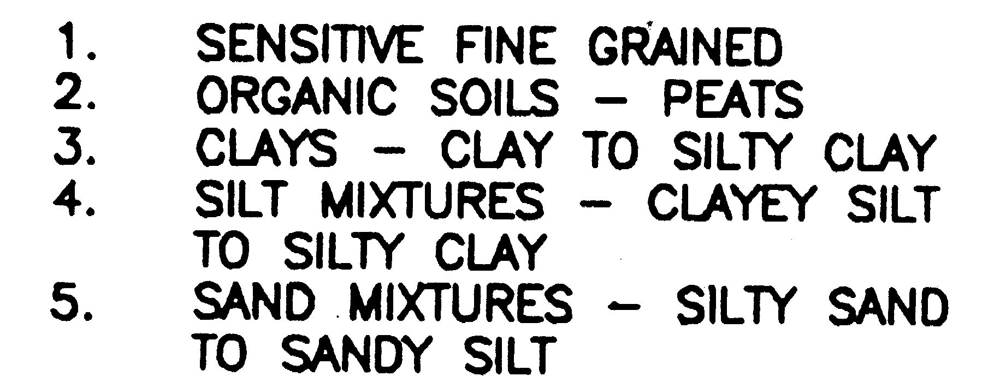 1. SENSITIVE FINE GRAINED
2. ORGANIC SOILS - PEATS
3. CLAYS - CLAY TO SILTY CLAY
4. SILT MIXTURES - CLAYEY SILT
TO SILTY CLAY
5. SAND MIXTURES - SILTY SAND
TO SANDY SILT